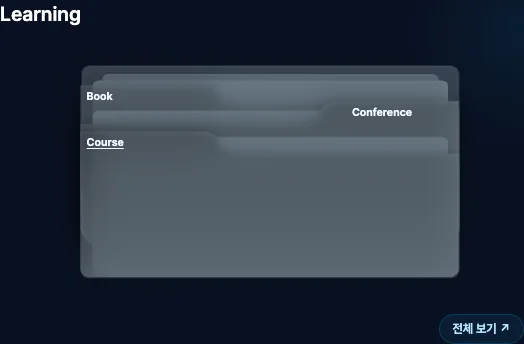 Learning
Book
Conference
Course
전체 보기 ↗